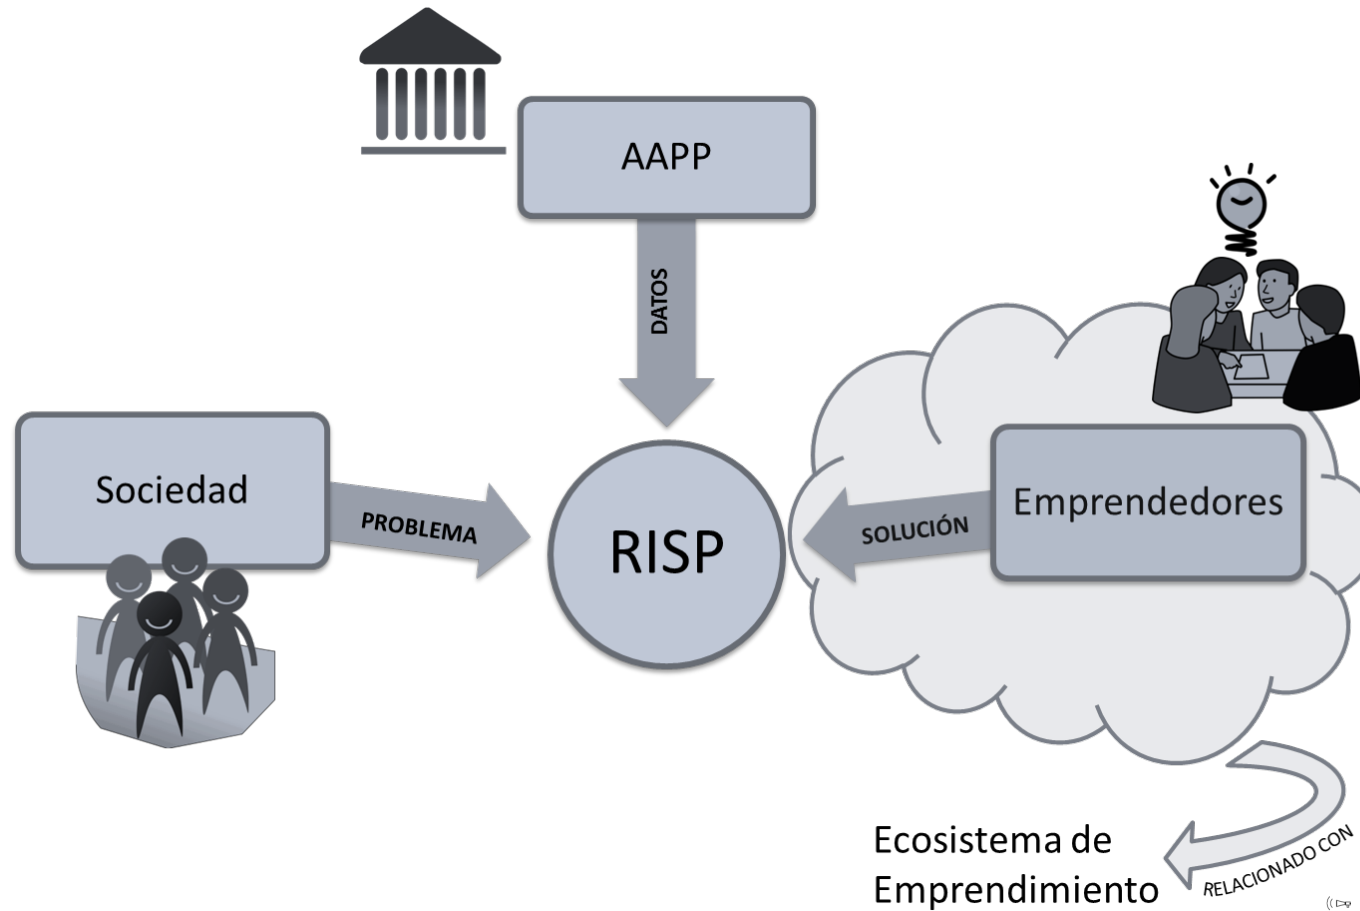 AAPP
DATOS
Sociedad
PROBLEMA
RISP
SOLUCIÓN
Emprendedores
Ecosistema de
Emprendimiento
RELACIONADO CON